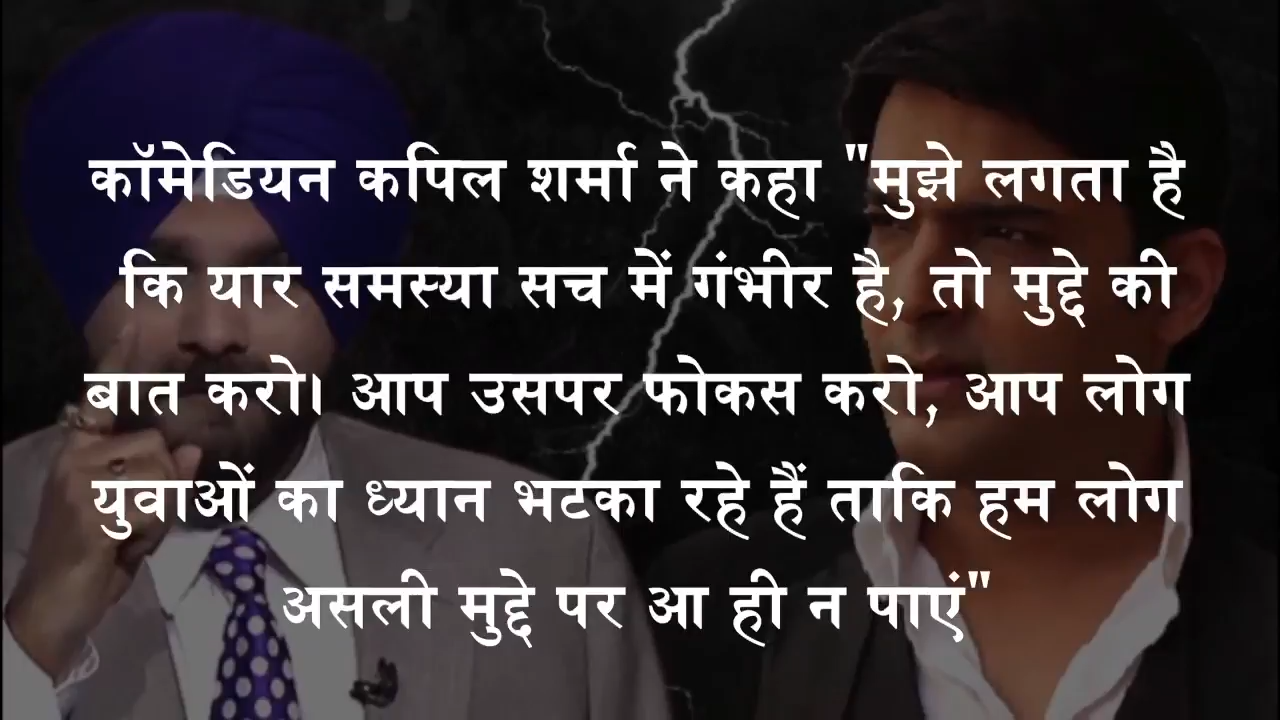 कॉमेडियन कपिल शर्मा ने कहा "मुझे लगता है
कि यार समस्या सच में गंभीर है, तो मुद्दे की
बात करो। आप उसपर फोकस करो, आप लोग
युवाओं का ध्यान भटका रहे हैं ताकि हम लोग
असली मुद्दे पर आ ही न पाएं"